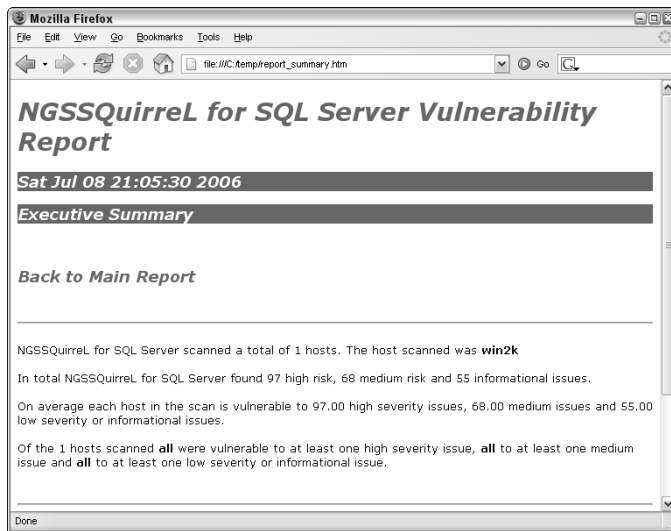 Mozilla Firefox
File Edit View Go Bookmarks Tools Help
file:///C:/temp/report_summary.htm Go G
NGSSQuirreL for SQL Server Vulnerability
Report
Sat Jul 08 21:05:30 2006
Executive Summary
Back to Main Report
NGSSQuirreL for SQL Server scanned a total of 1 hosts. The host scanned was win2k
In total NGSSQuirreL for SQL Server found 97 high risk, 68 medium risk and 55 informational issues.
On average each host in the scan is vulnerable to 97.00 high severity issues, 68.00 medium issues and 55.00
low severity or informational issues.
Of the 1 hosts scanned all were vulnerable to at least one high severity issue, all to at least one medium
issue and all to at least one low severity or informational issue.
Done